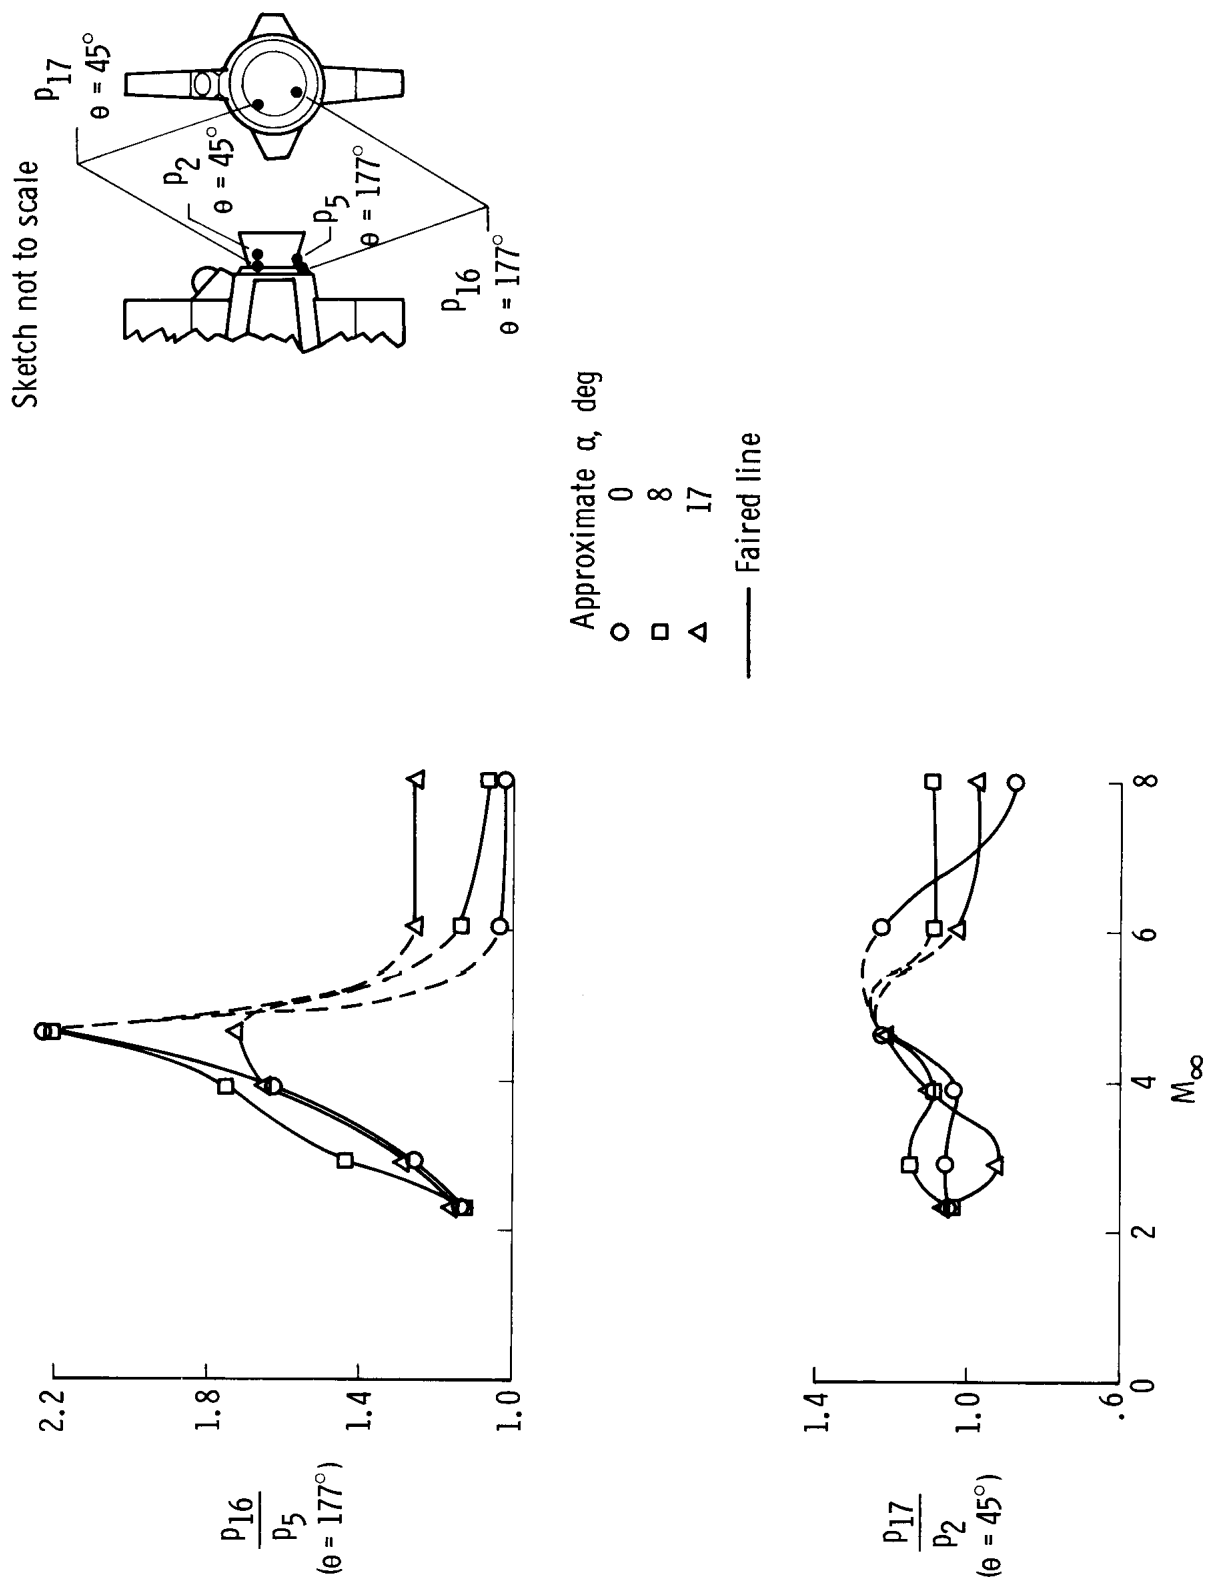 Sketch not to scale
p17
θ = 45°
p2
θ = 45°
p5
θ = 177°
p16
θ = 177°
Approximate α, deg
0
8
17
Faired line
p16
p5
(θ = 177°)
2.2
1.8
1.4
1.0
p17
p2
(θ = 45°)
1.4
1.0
.6
0
2
4
6
8
M∞